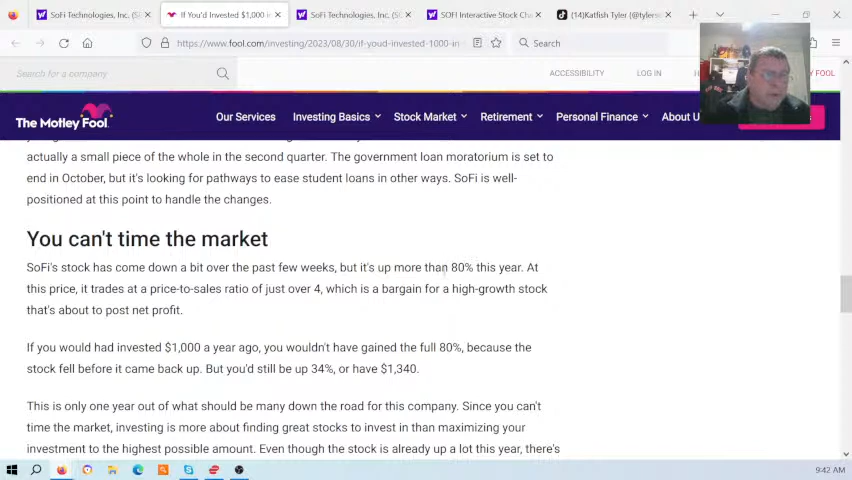 SoFi Technologies, Inc. (S
If You'd Invested $1,000 i
SoFi Technologies, Inc. (SC
SOFI Interactive Stock Cha
(14)Katfish Tyler (@tylerse
https://www.fool.com/investing/2023/08/30/if-youd-invested-1000-in
Search
Search for a company
ACCESSIBILITY
LOG IN
H
Y FOOL
The Motley Fool
Our Services
Investing Basics
Stock Market
Retirement
Personal Finance
About U
actually a small piece of the whole in the second quarter. The government loan moratorium is set to
end in October, but it's looking for pathways to ease student loans in other ways. SoFi is well-
positioned at this point to handle the changes.
You can't time the market
SoFi's stock has come down a bit over the past few weeks, but it's up more than 80% this year. At
this price, it trades at a price-to-sales ratio of just over 4, which is a bargain for a high-growth stock
that's about to post net profit.
If you would had invested $1,000 a year ago, you wouldn't have gained the full 80%, because the
stock fell before it came back up. But you'd still be up 34%, or have $1,340.
This is only one year out of what should be many down the road for this company. Since you can't
time the market, investing is more about finding great stocks to invest in than maximizing your
investment to the highest possible amount. Even though the stock is already up a lot this year, there's
9:42 AM